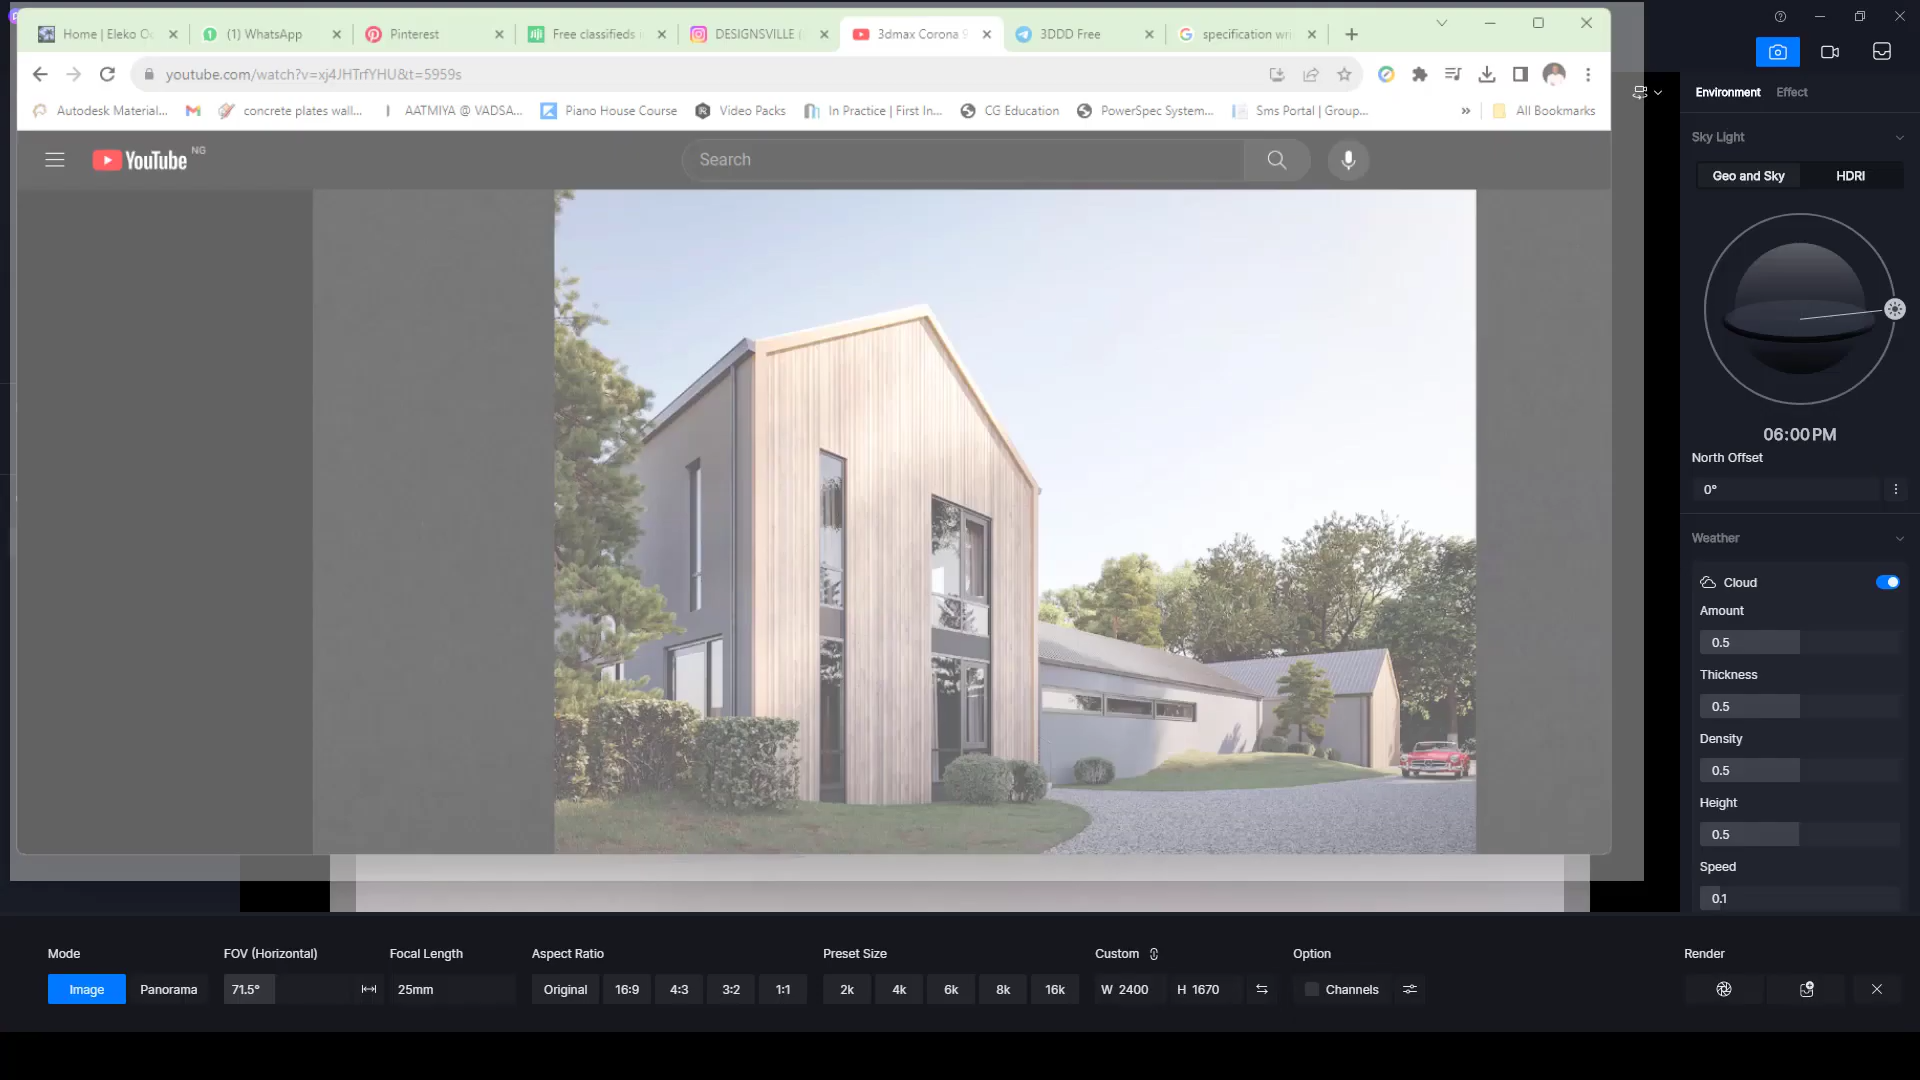 Home | Eleko Oc
(1) WhatsApp
Pinterest
Free classifieds
DESIGNSVILLE (
3dmax Corona 9
3DDD Free
specification wri
youtube.com/watch?v=xj4JHTrfYHU&t=5959s
Autodesk Material...
concrete plates wall...
AATMIYA @ VADSA...
Piano House Course
Video Packs
In Practice | First In...
CG Education
PowerSpec System...
Sms Portal | Group...
»
All Bookmarks
YouTube NG
Search
Environment
Effect
Sky Light
Geo and Sky
HDRI
06:00 PM
North Offset
0°
Weather
Cloud
Amount
0.5
Thickness
0.5
Density
0.5
Height
0.5
Speed
0.1
Mode
FOV (Horizontal)
Focal Length
Aspect Ratio
Preset Size
Custom
Option
Render
Image
Panorama
71.5°
25mm
Original
16:9
4:3
3:2
1:1
2k
4k
6k
8k
16k
W 2400
H 1670
Channels